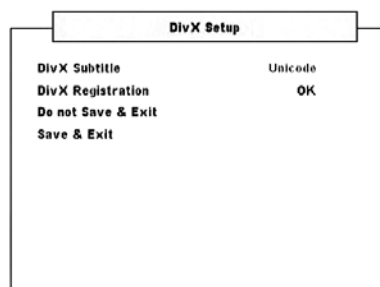 DivX Setup
DivX Subtitle Unicode
DivX Registration OK
Do not Save & Exit
Save & Exit